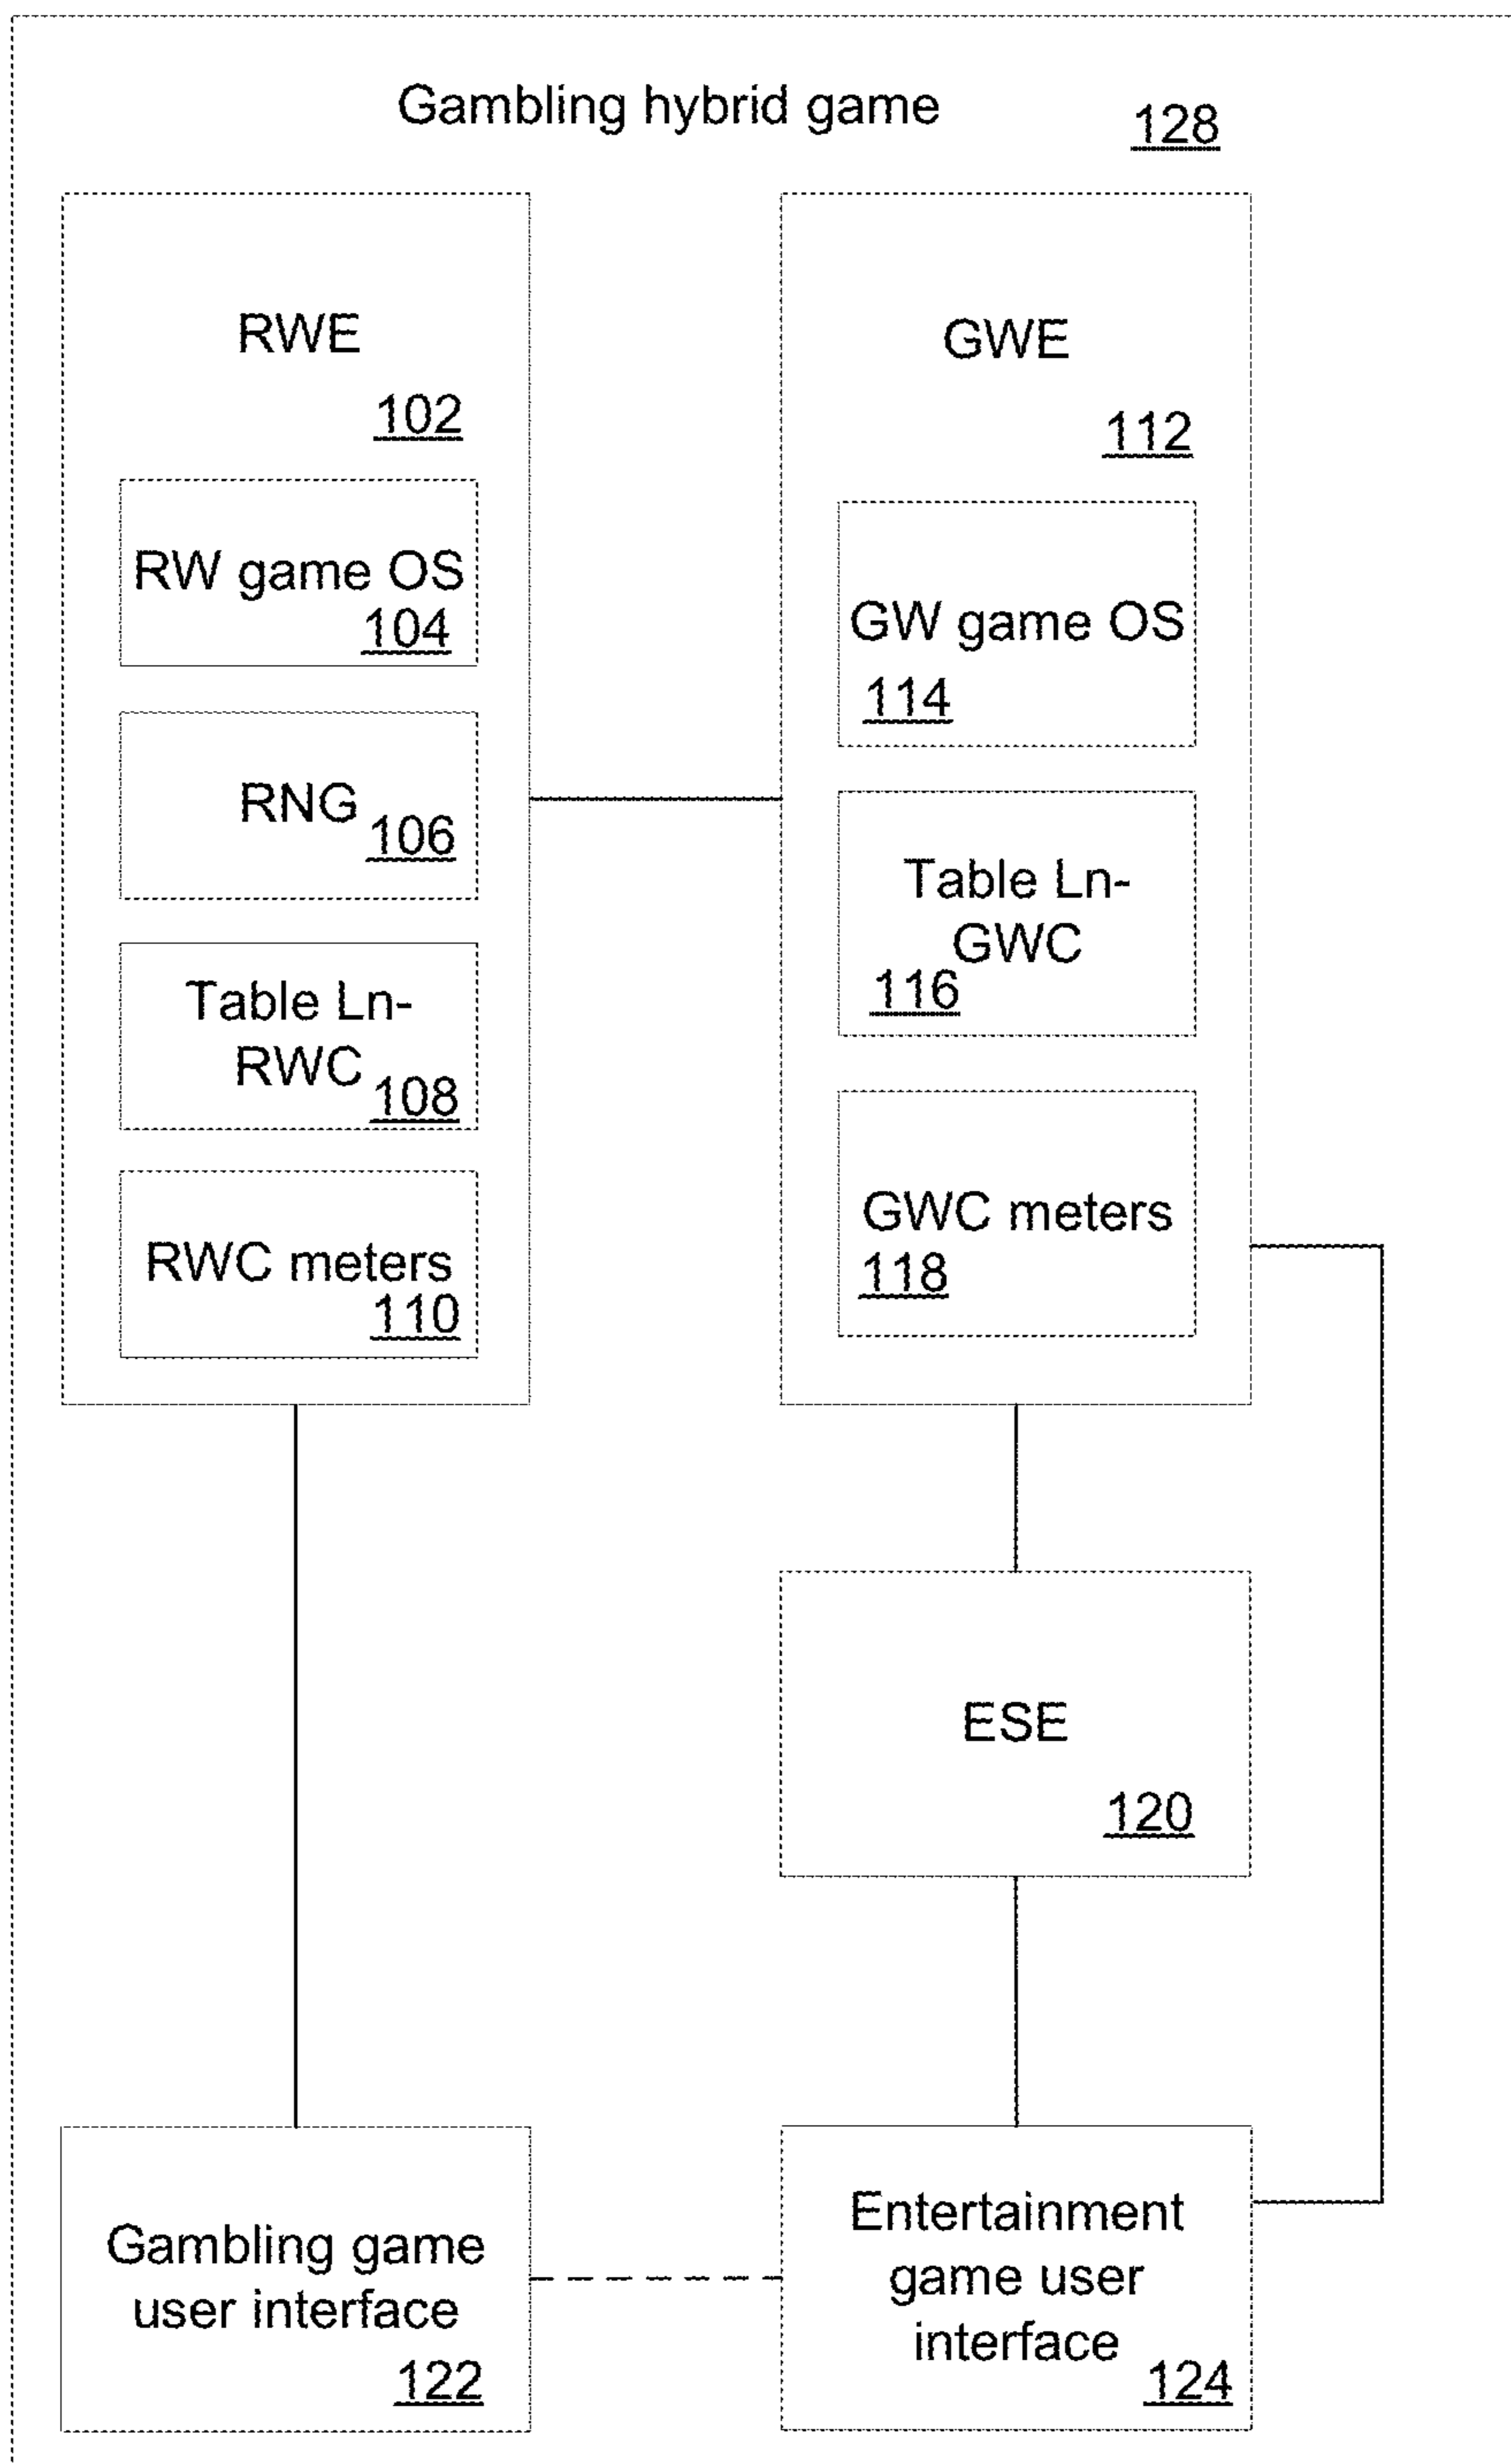 Gambling hybrid game
128
RWE
102
RW game OS
104
RNG
106
Table Ln-
RWC
108
RWC meters
110
GWE
112
GW game OS
114
Table Ln-
GWC
116
GWC meters
118
ESE
120
Gambling game
user interface
122
Entertainment
game user
interface
124